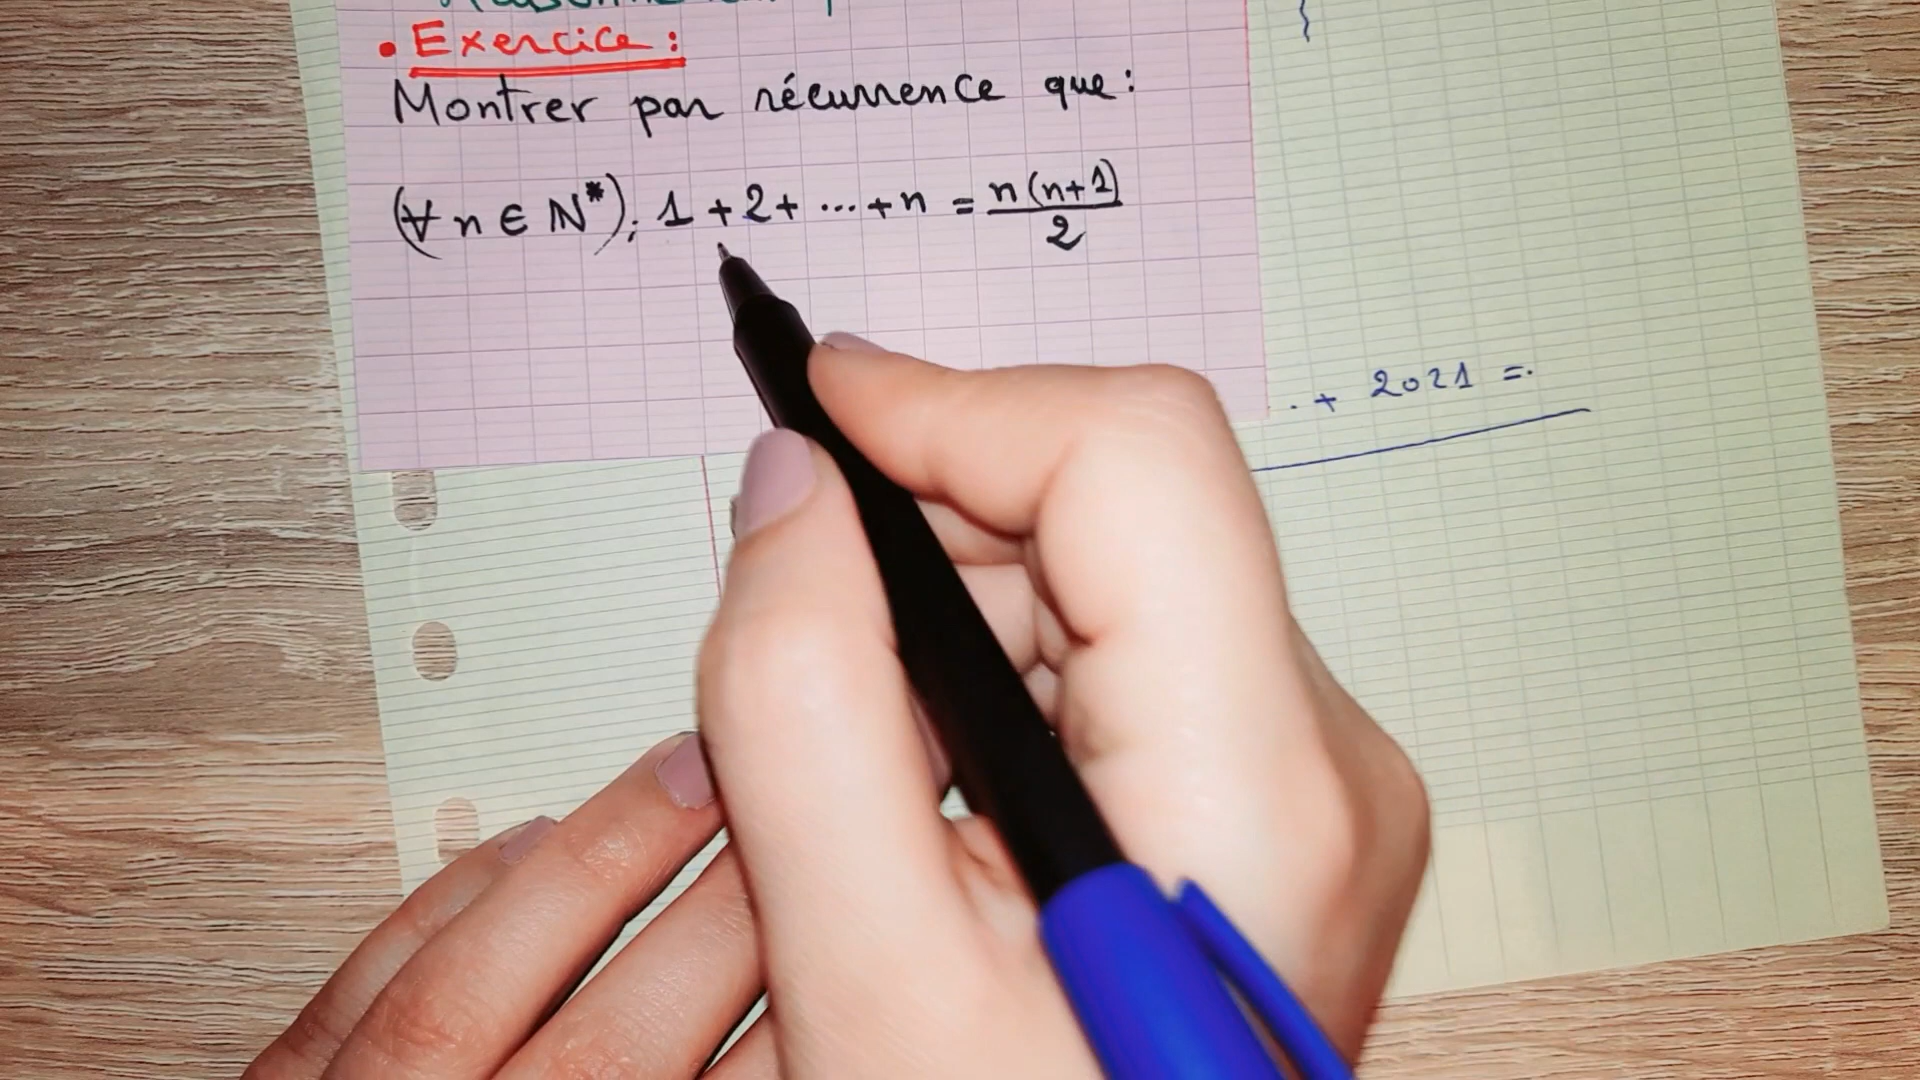 • Exercice :
Montrer par récurrence que :
(∀ n ∈ ℕ*) ; 1 + 2 + ... + n = n(n+1)/2
. + 2021 = .